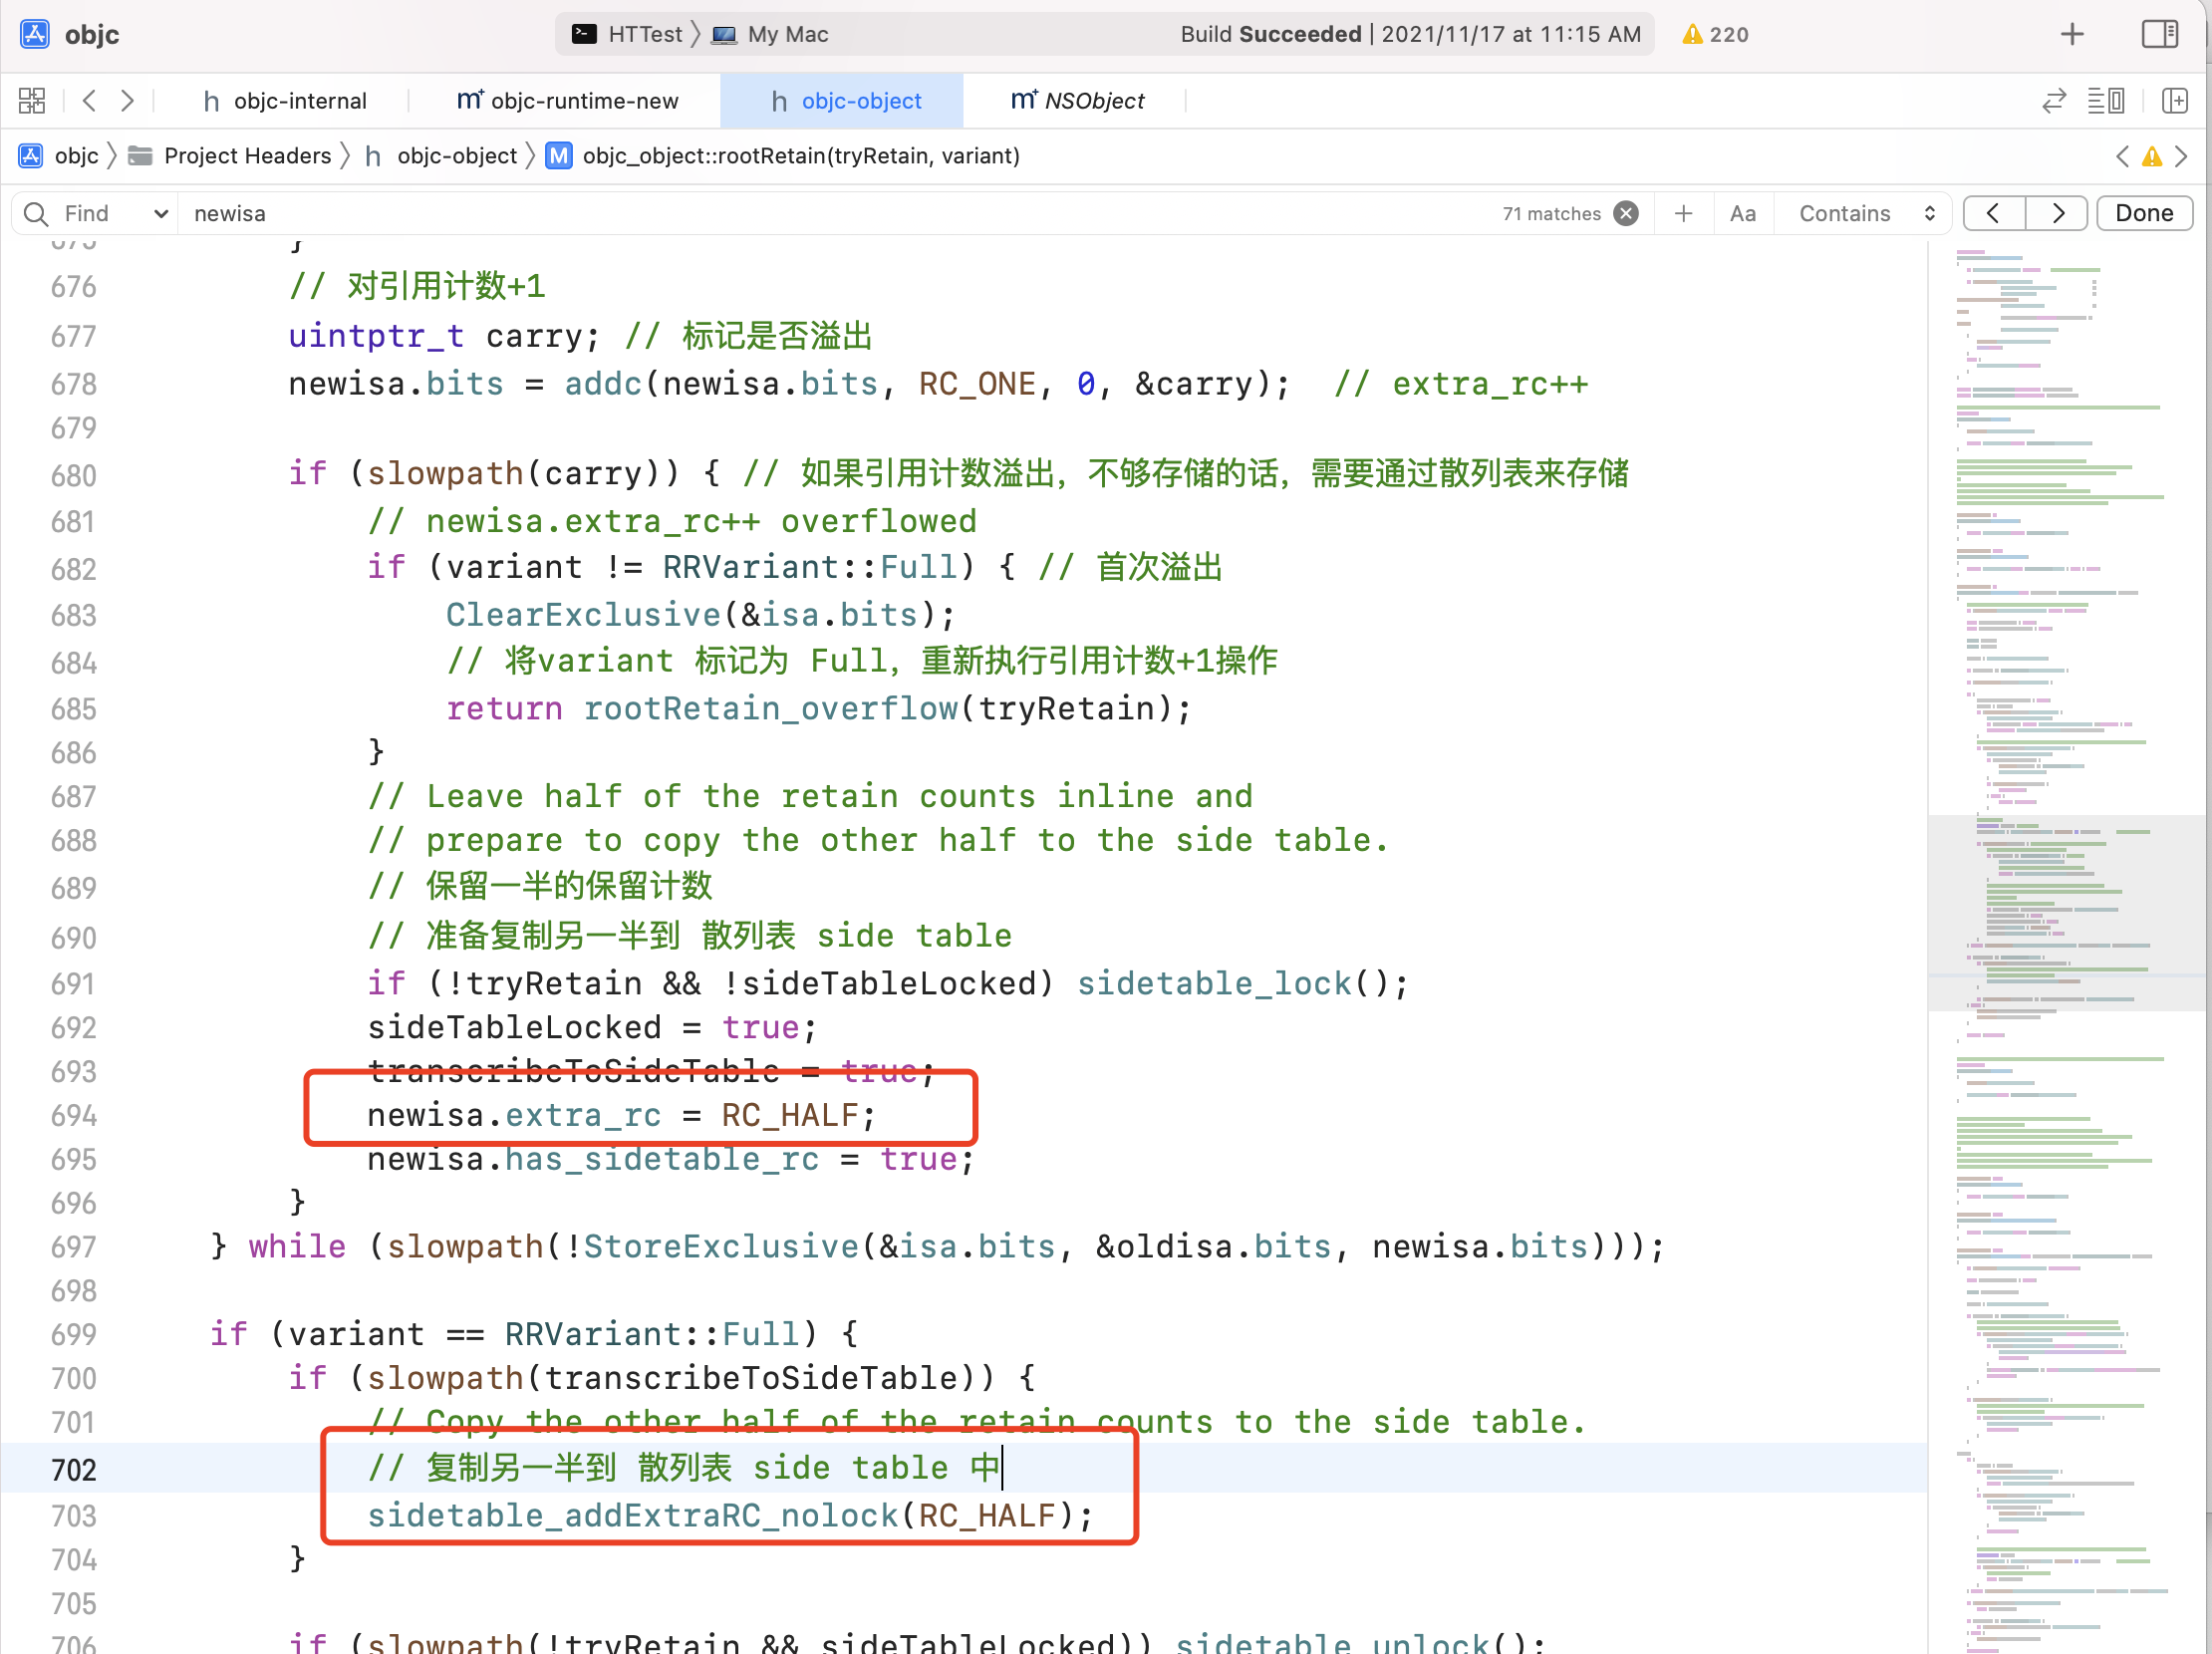 objc
HTTest 〉 My Mac
Build Succeeded | 2021/11/17 at 11:15 AM
220
objc-internal
objc-runtime-new
objc-object
NSObject
objc 〉 Project Headers 〉 h objc-object 〉 M objc_object::rootRetain(tryRetain, variant)
Find
newisa
71 matches
Aa
Contains
Done
675 }
676 // 对引用计数+1
677 uintptr_t carry; // 标记是否溢出
678 newisa.bits = addc(newisa.bits, RC_ONE, 0, &carry);  // extra_rc++
679
680 if (slowpath(carry)) { // 如果引用计数溢出，不够存储的话，需要通过散列表来存储
681 // newisa.extra_rc++ overflowed
682 if (variant != RRVariant::Full) { // 首次溢出
683 ClearExclusive(&isa.bits);
684 // 将variant 标记为 Full，重新执行引用计数+1操作
685 return rootRetain_overflow(tryRetain);
686 }
687 // Leave half of the retain counts inline and
688 // prepare to copy the other half to the side table.
689 // 保留一半的保留计数
690 // 准备复制另一半到 散列表 side table
691 if (!tryRetain && !sideTableLocked) sidetable_lock();
692 sideTableLocked = true;
693 transcribeToSideTable = true;
694 newisa.extra_rc = RC_HALF;
695 newisa.has_sidetable_rc = true;
696 }
697 } while (slowpath(!StoreExclusive(&isa.bits, &oldisa.bits, newisa.bits)));
698
699 if (variant == RRVariant::Full) {
700 if (slowpath(transcribeToSideTable)) {
701 // Copy the other half of the retain counts to the side table.
702 // 复制另一半到 散列表 side table 中
703 sidetable_addExtraRC_nolock(RC_HALF);
704 }
705
706 if (slowpath(!tryRetain && sideTableLocked)) sidetable_unlock();